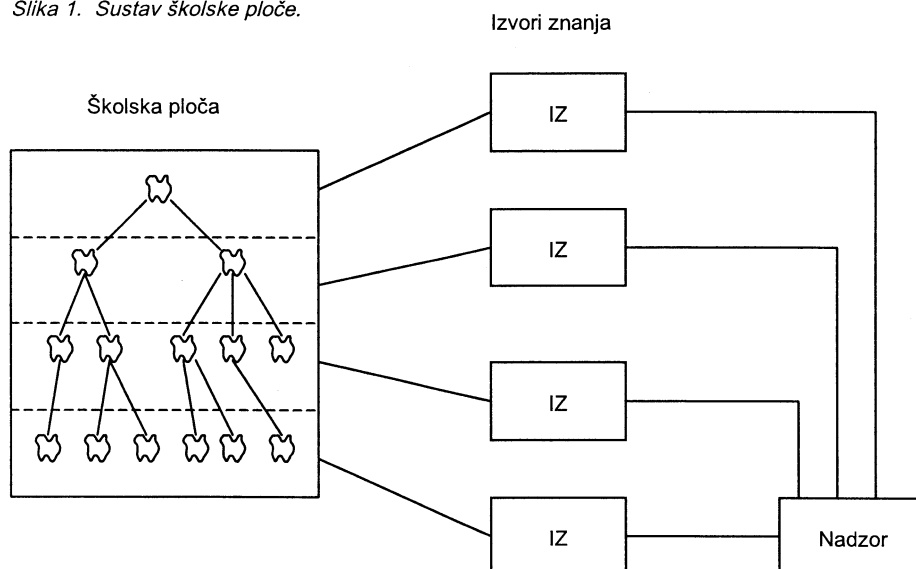 Slika 1. Sustav školske ploče.
Izvori znanja
Školska ploča
IZ
IZ
IZ
IZ
Nadzor